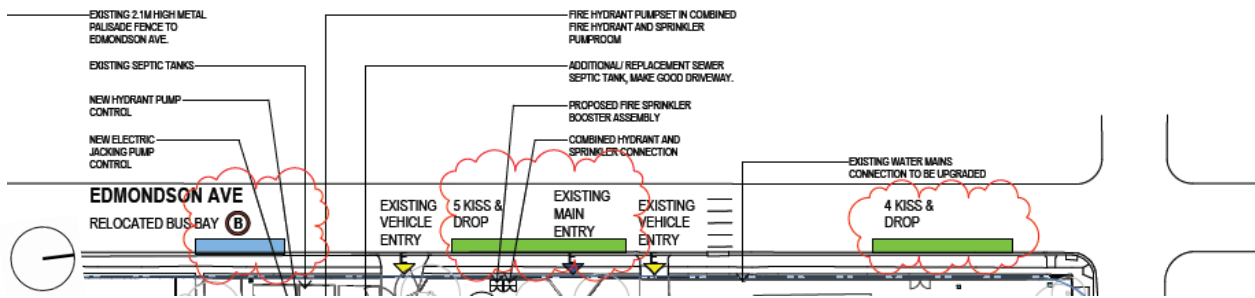 EXISTING 2.1M HIGH METAL
PALISADE FENCE TO
EDMONDSON AVE.
EXISTING SEPTIC TANKS
NEW HYDRANT PUMP
CONTROL
NEW ELECTRIC
JACKING PUMP
CONTROL
FIRE HYDRANT PUMPSET IN COMBINED
FIRE HYDRANT AND SPRINKLER
PUMPROOM
ADDITIONAL/ REPLACEMENT SEWER
SEPTIC TANK, MAKE GOOD DRIVEWAY.
PROPOSED FIRE SPRINKLER
BOOSTER ASSEMBLY
COMBINED HYDRANT AND
SPRINKLER CONNECTION
EXISTING WATER MAINS
CONNECTION TO BE UPGRADED
EDMONDSON AVE
RELOCATED BUS BAY B
EXISTING
VEHICLE
ENTRY
5 KISS &
DROP
EXISTING
MAIN
ENTRY
EXISTING
VEHICLE
ENTRY
4 KISS &
DROP
E
E
E